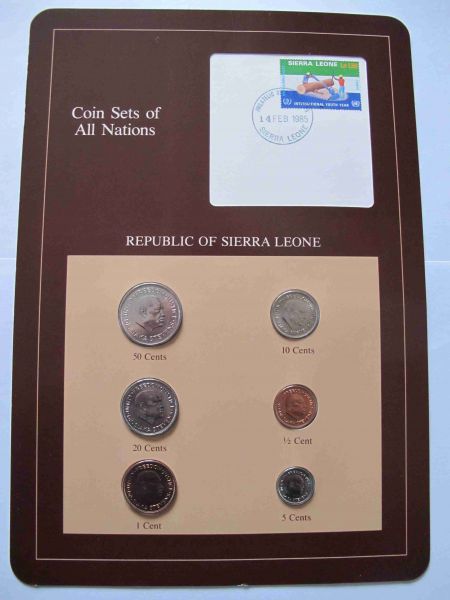 Coin Sets of
All Nations
SIERRA LEONE
INTERNATIONAL YOUTH YEAR
14 FEB 1985
SIERRA LEONE
REPUBLIC OF SIERRA LEONE
50 Cents
10 Cents
20 Cents
½ Cent
1 Cent
5 Cents